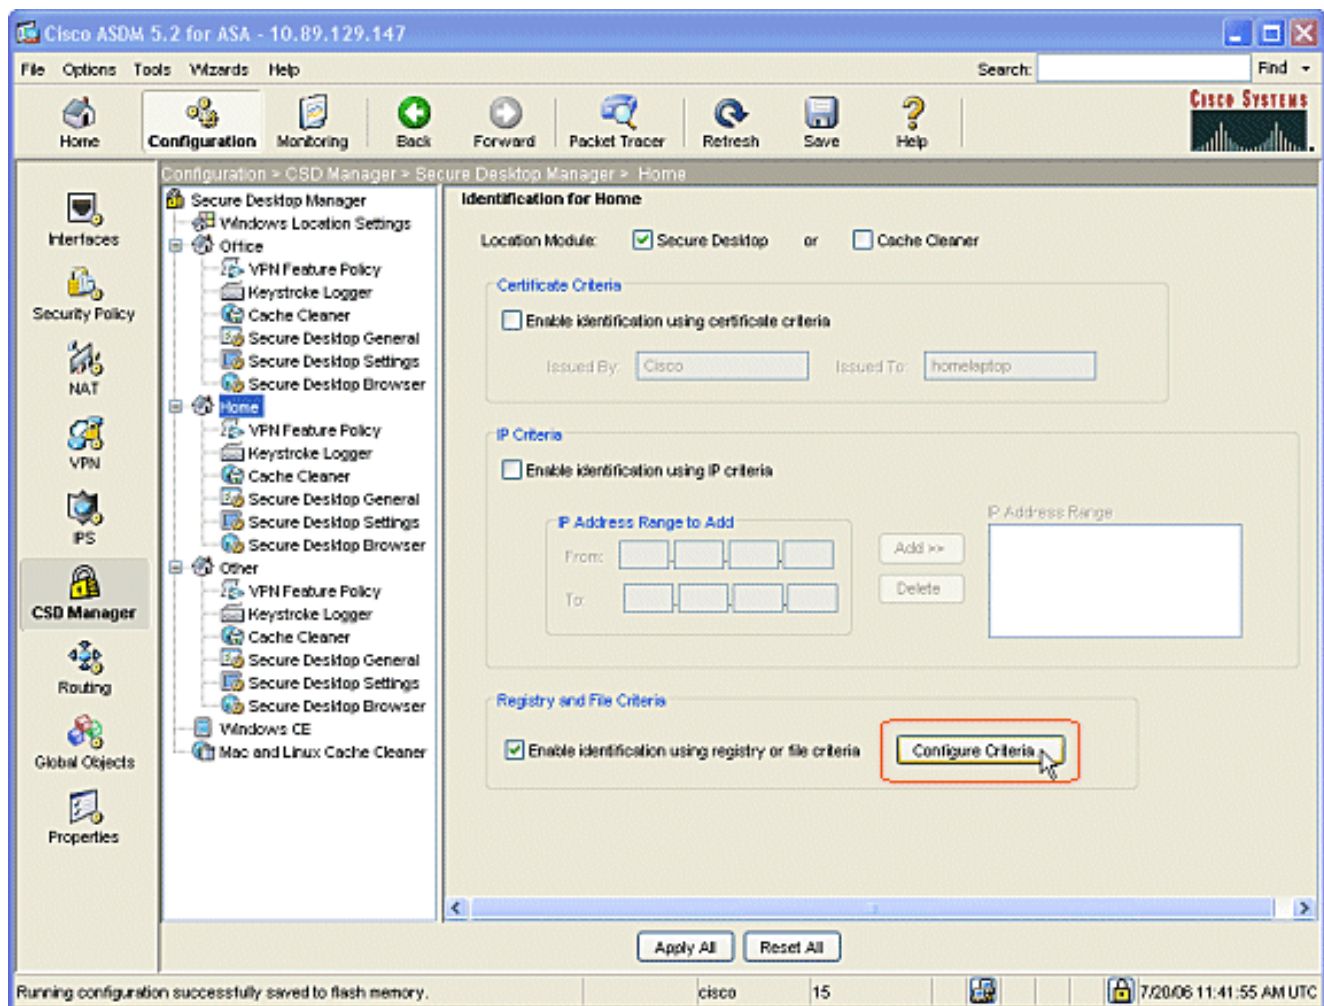 Cisco ASDM 5.2 for ASA - 10.89.129.147
File Options Tools Wizards Help Search: Find
Home Configuration Monitoring Back Forward Packet Tracer Refresh Save Help
CISCO SYSTEMS
Configuration > CSD Manager > Secure Desktop Manager > Home
Interfaces
Security Policy
NAT
VPN
IPS
CSD Manager
Routing
Global Objects
Properties
Secure Desktop Manager
Windows Location Settings
Office
VPN Feature Policy
Keystroke Logger
Cache Cleaner
Secure Desktop General
Secure Desktop Settings
Secure Desktop Browser
Home
VPN Feature Policy
Keystroke Logger
Cache Cleaner
Secure Desktop General
Secure Desktop Settings
Secure Desktop Browser
Other
VPN Feature Policy
Keystroke Logger
Cache Cleaner
Secure Desktop General
Secure Desktop Settings
Secure Desktop Browser
Windows CE
Mac and Linux Cache Cleaner
Identification for Home
Location Module: Secure Desktop or Cache Cleaner
Certificate Criteria
Enable identification using certificate criteria
Issued By: Cisco Issued To: homelaptop
IP Criteria
Enable identification using IP criteria
IP Address Range to Add
From:
To:
Add >>
Delete
IP Address Range
Registry and File Criteria
Enable identification using registry or file criteria Configure Criteria...
Apply All Reset All
Running configuration successfully saved to flash memory. cisco 15 7/20/06 11:41:55 AM UTC